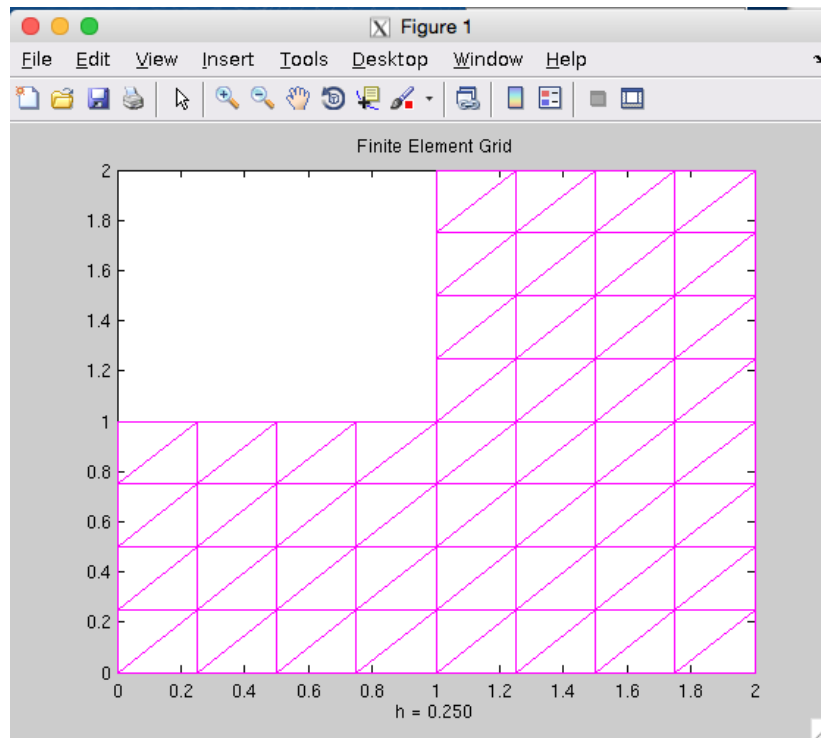 Figure 1
File Edit View Insert Tools Desktop Window Help
Finite Element Grid
2
1.8
1.6
1.4
1.2
1
0.8
0.6
0.4
0.2
0
0 0.2 0.4 0.6 0.8 1 1.2 1.4 1.6 1.8 2
h = 0.250